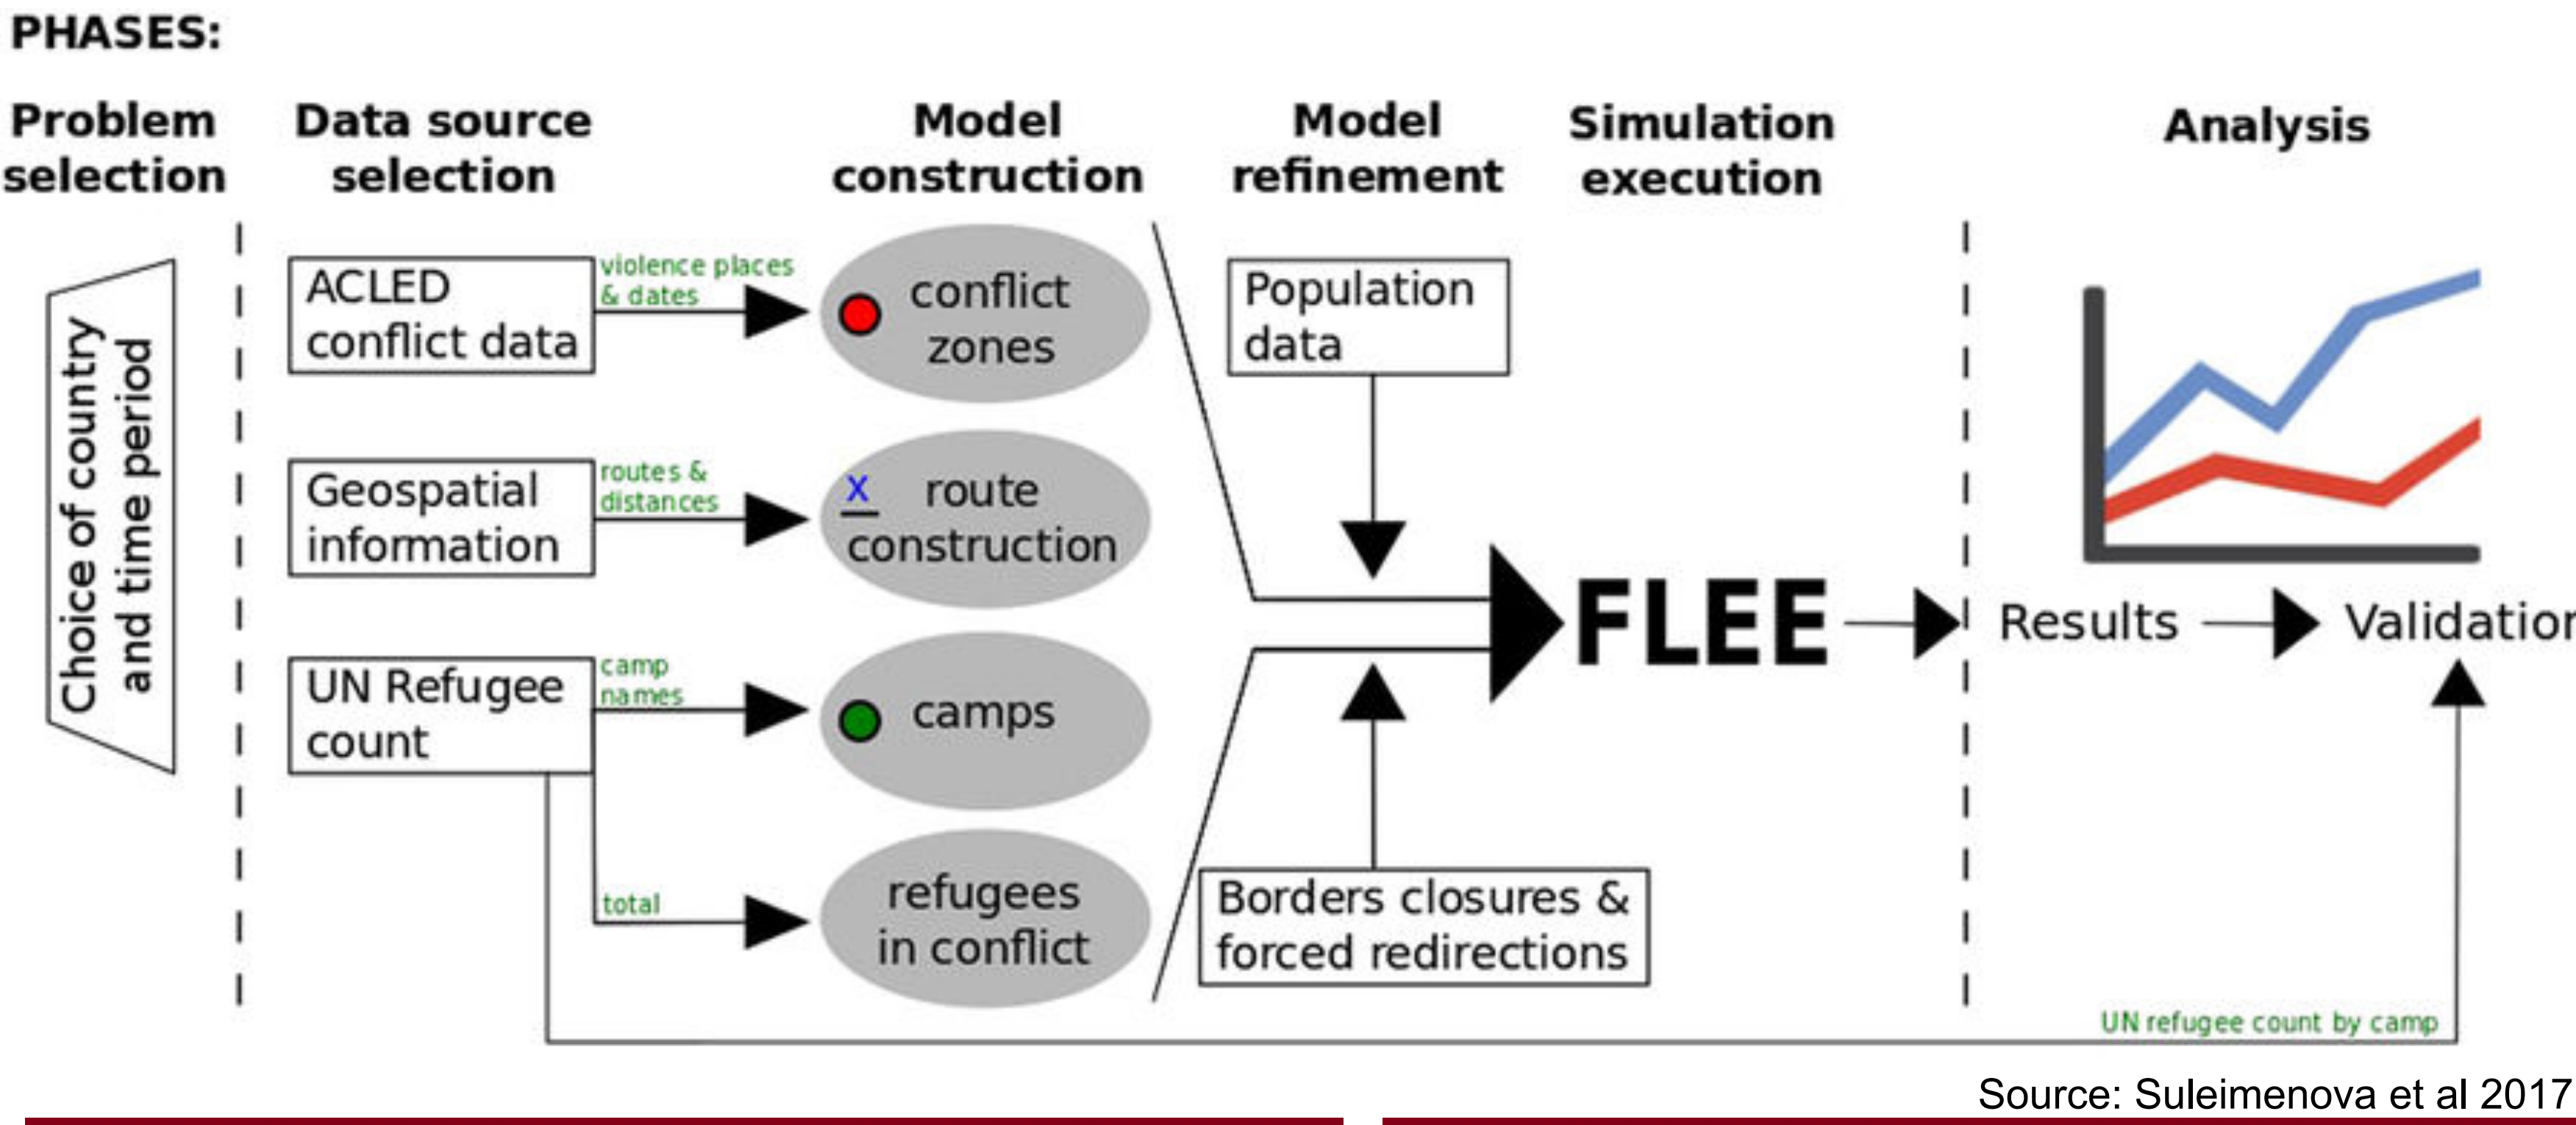 PHASES:
Problem
selection
Data source
selection
Model
construction
Model
refinement
Simulation
execution
Analysis
Choice of country
and time period
ACLED
conflict data
violence places
& dates
conflict
zones
Geospatial
information
routes &
distances
x
route
construction
UN Refugee
count
camp
names
camps
total
refugees
in conflict
Population
data
Borders closures &
forced redirections
FLEE
Results
Validation
UN refugee count by camp
Source: Suleimenova et al 2017